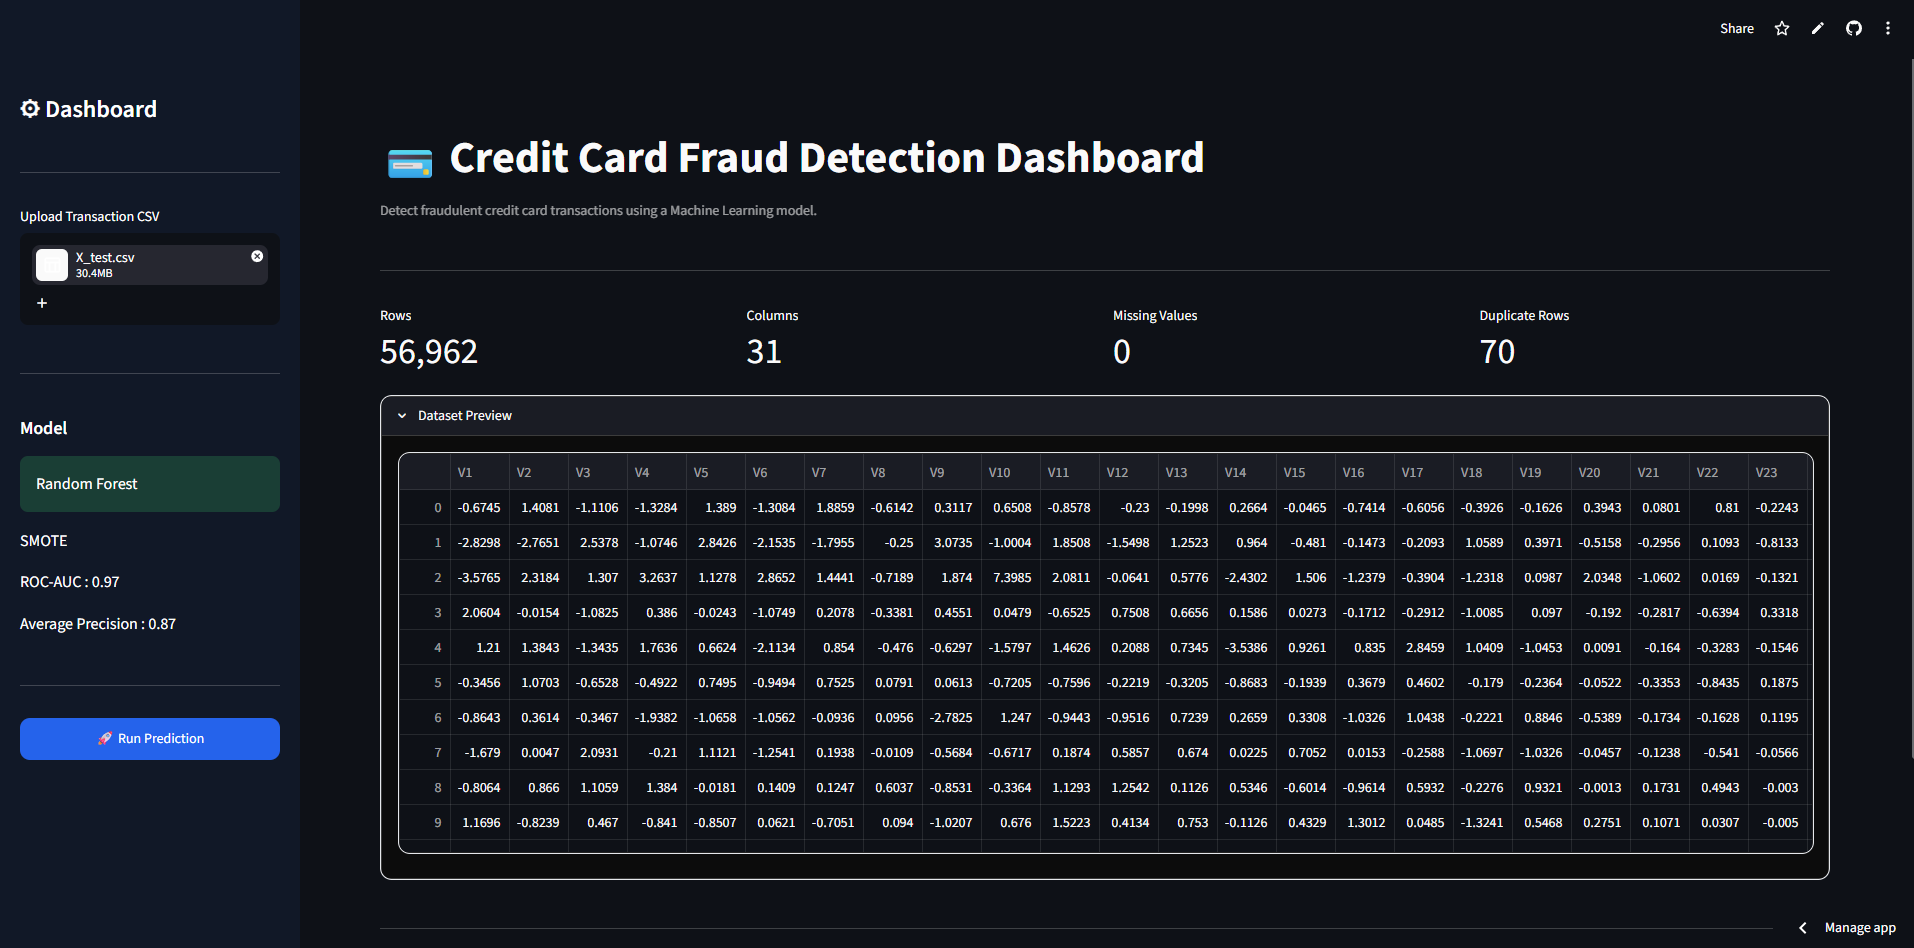 Share
Dashboard
Upload Transaction CSV
X_test.csv
30.4MB
+
Model
Random Forest
SMOTE
ROC-AUC : 0.97
Average Precision : 0.87
🚀 Run Prediction
💳 Credit Card Fraud Detection Dashboard
Detect fraudulent credit card transactions using a Machine Learning model.
Rows Columns Missing Values Duplicate Rows
56,962 31 0 70
Dataset Preview
V1 V2 V3 V4 V5 V6 V7 V8 V9 V10 V11 V12 V13 V14 V15 V16 V17 V18 V19 V20 V21 V22 V23
0 -0.6745 1.4081 -1.1106 -1.3284 1.389 -1.3084 1.8859 -0.6142 0.3117 0.6508 -0.8578 -0.23 -0.1998 0.2664 -0.0465 -0.7414 -0.6056 -0.3926 -0.1626 0.3943 0.0801 0.81 -0.2243
1 -2.8298 -2.7651 2.5378 -1.0746 2.8426 -2.1535 -1.7955 -0.25 3.0735 -1.0004 1.8508 -1.5498 1.2523 0.964 -0.481 -0.1473 -0.2093 1.0589 0.3971 -0.5158 -0.2956 0.1093 -0.8133
2 -3.5765 2.3184 1.307 3.2637 1.1278 2.8652 1.4441 -0.7189 1.874 7.3985 2.0811 -0.0641 0.5776 -2.4302 1.506 -1.2379 -0.3904 -1.2318 0.0987 2.0348 -1.0602 0.0169 -0.1321
3 2.0604 -0.0154 -1.0825 0.386 -0.0243 -1.0749 0.2078 -0.3381 0.4551 0.0479 -0.6525 0.7508 0.6656 0.1586 0.0273 -0.1712 -0.2912 -1.0085 0.097 -0.192 -0.2817 -0.6394 0.3318
4 1.21 1.3843 -1.3435 1.7636 0.6624 -2.1134 0.854 -0.476 -0.6297 -1.5797 1.4626 0.2088 0.7345 -3.5386 0.9261 0.835 2.8459 1.0409 -1.0453 0.0091 -0.164 -0.3283 -0.1546
5 -0.3456 1.0703 -0.6528 -0.4922 0.7495 -0.9494 0.7525 0.0791 0.0613 -0.7205 -0.7596 -0.2219 -0.3205 -0.8683 -0.1939 0.3679 0.4602 -0.179 -0.2364 -0.0522 -0.3353 -0.8435 0.1875
6 -0.8643 0.3614 -0.3467 -1.9382 -1.0658 -1.0562 -0.0936 0.0956 -2.7825 1.247 -0.9443 -0.9516 0.7239 0.2659 0.3308 -1.0326 1.0438 -0.2221 0.8846 -0.5389 -0.1734 -0.1628 0.1195
7 -1.679 0.0047 2.0931 -0.21 1.1121 -1.2541 0.1938 -0.0109 -0.5684 -0.6717 0.1874 0.5857 0.674 0.0225 0.7052 0.0153 -0.2588 -1.0697 -1.0326 -0.0457 -0.1238 -0.541 -0.0566
8 -0.8064 0.866 1.1059 1.384 -0.0181 0.1409 0.1247 0.6037 -0.8531 -0.3364 1.1293 1.2542 0.1126 0.5346 -0.6014 -0.9614 0.5932 -0.2276 0.9321 -0.0013 0.1731 0.4943 -0.003
9 1.1696 -0.8239 0.467 -0.841 -0.8507 0.0621 -0.7051 0.094 -1.0207 0.676 1.5223 0.4134 0.753 -0.1126 0.4329 1.3012 0.0485 -1.3241 0.5468 0.2751 0.1071 0.0307 -0.005
Manage app